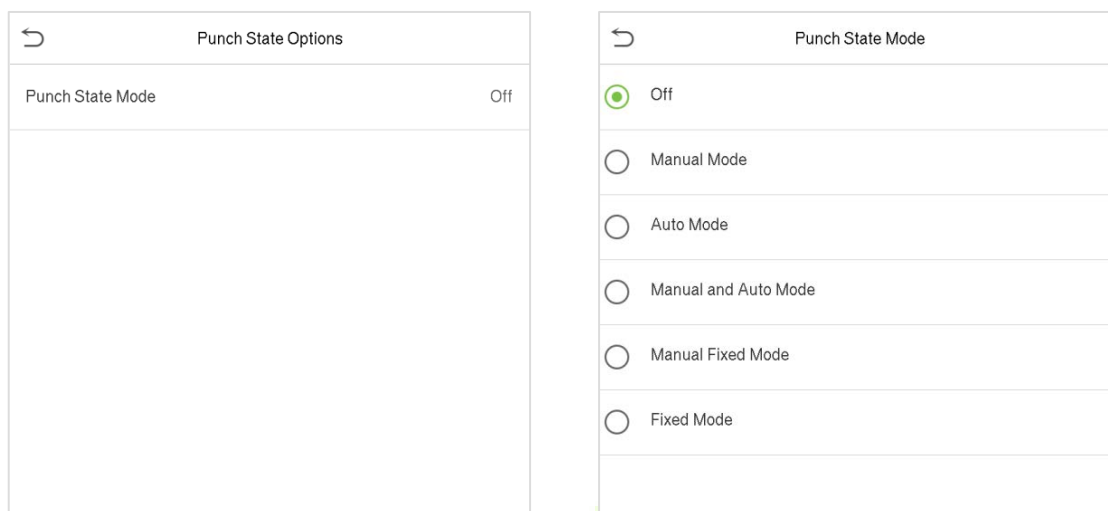 Punch State Options
Punch State Mode Off
Punch State Mode
Off
Manual Mode
Auto Mode
Manual and Auto Mode
Manual Fixed Mode
Fixed Mode